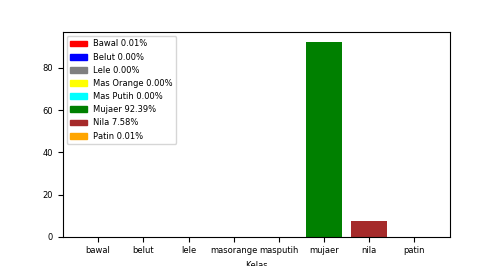 Bawal 0.01%
Belut 0.00%
Lele 0.00%
Mas Orange 0.00%
Mas Putih 0.00%
Mujaer 92.39%
Nila 7.58%
Patin 0.01%
80
60
40
20
0
bawal belut lele masorange masputih mujaer nila patin
Kelas